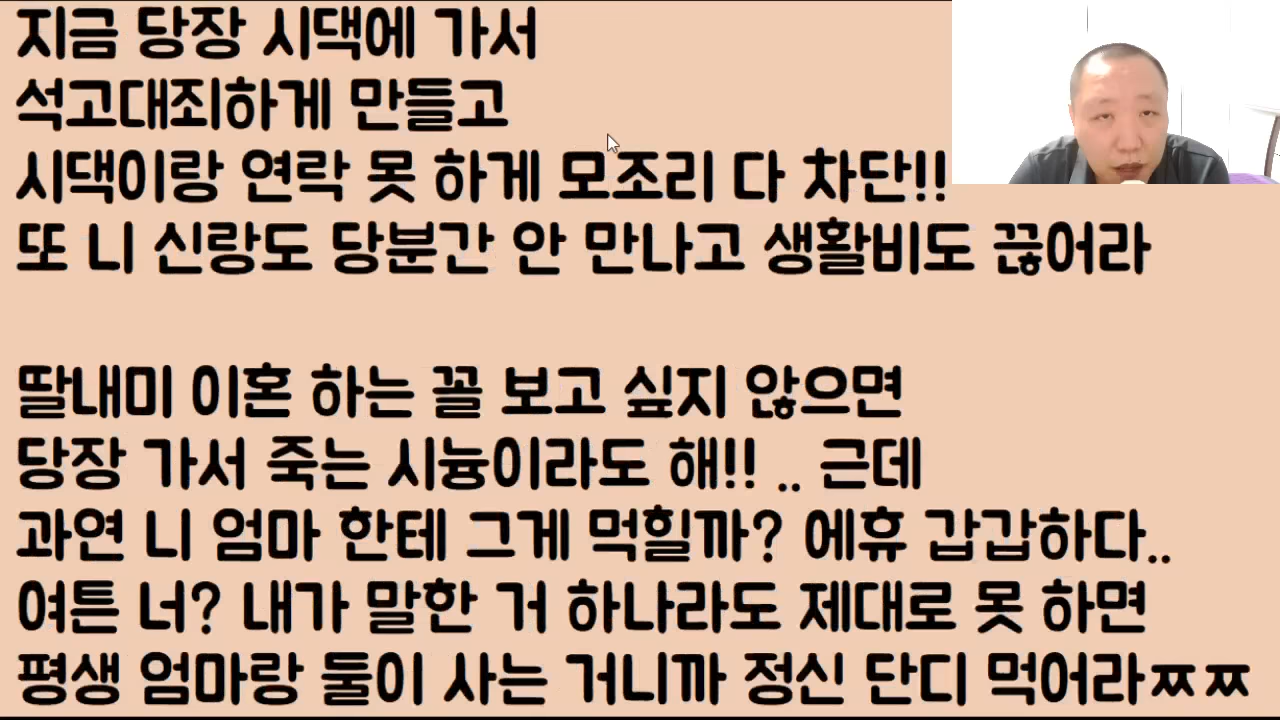 지금 당장 시댁에 가서
석고대죄하게 만들고
시댁이랑 연락 못 하게 모조리 다 차단!!
또 니 신랑도 당분간 안 만나고 생활비도 끊어라
딸내미 이혼 하는 꼴 보고 싶지 않으면
당장 가서 죽는 시늉이라도 해!! .. 근데
과연 니 엄마 한테 그게 먹힐까? 에휴 갑갑하다..
여튼 너? 내가 말한 거 하나라도 제대로 못 하면
평생 엄마랑 둘이 사는 거니까 정신 단디 먹어라ㅉㅉ